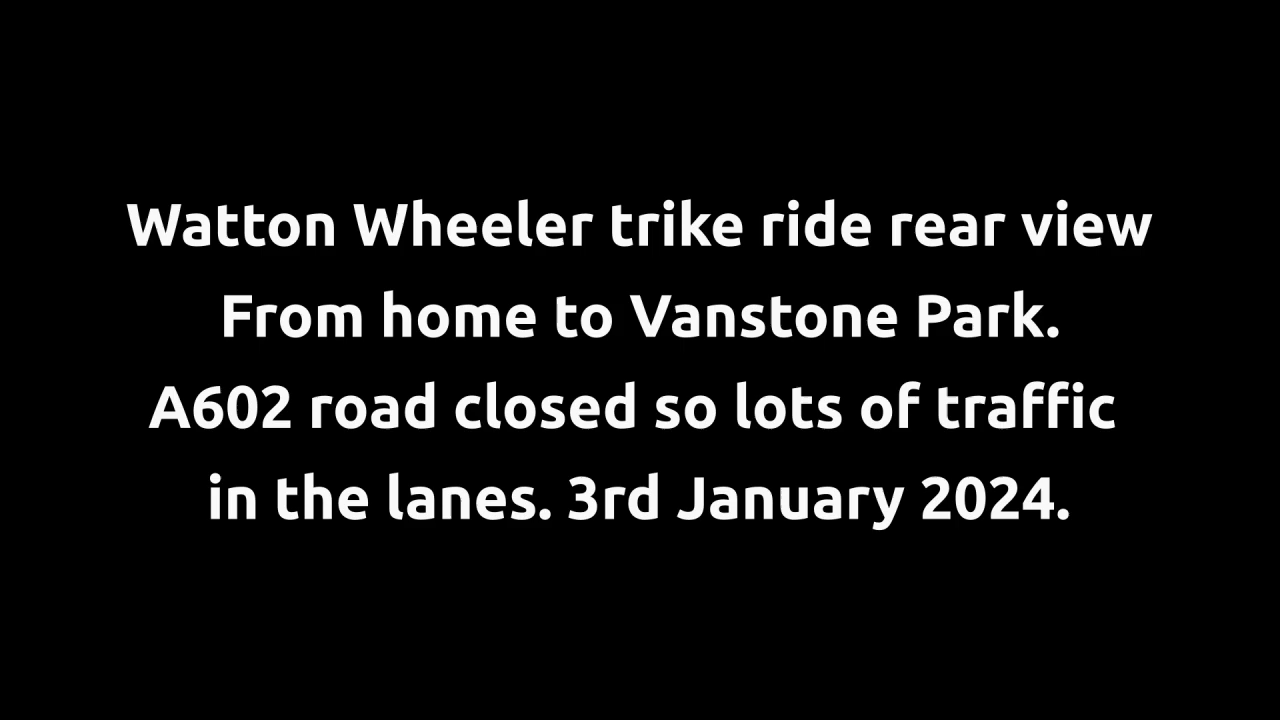 Watton Wheeler trike ride rear view
From home to Vanstone Park.
A602 road closed so lots of traffic
in the lanes. 3rd January 2024.